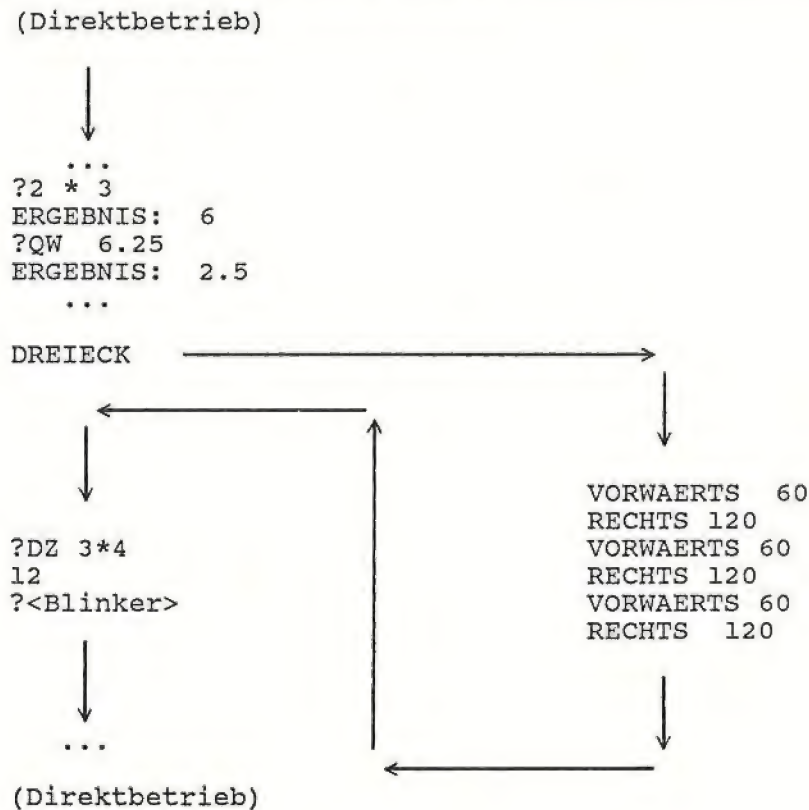 (Direktbetrieb)
...
?2 * 3
ERGEBNIS:  6
?QW  6.25
ERGEBNIS:  2.5
...
DREIECK
VORWAERTS  60
RECHTS 120
VORWAERTS 60
RECHTS 120
VORWAERTS 60
RECHTS  120
?DZ 3*4
12
?<Blinker>
...
(Direktbetrieb)